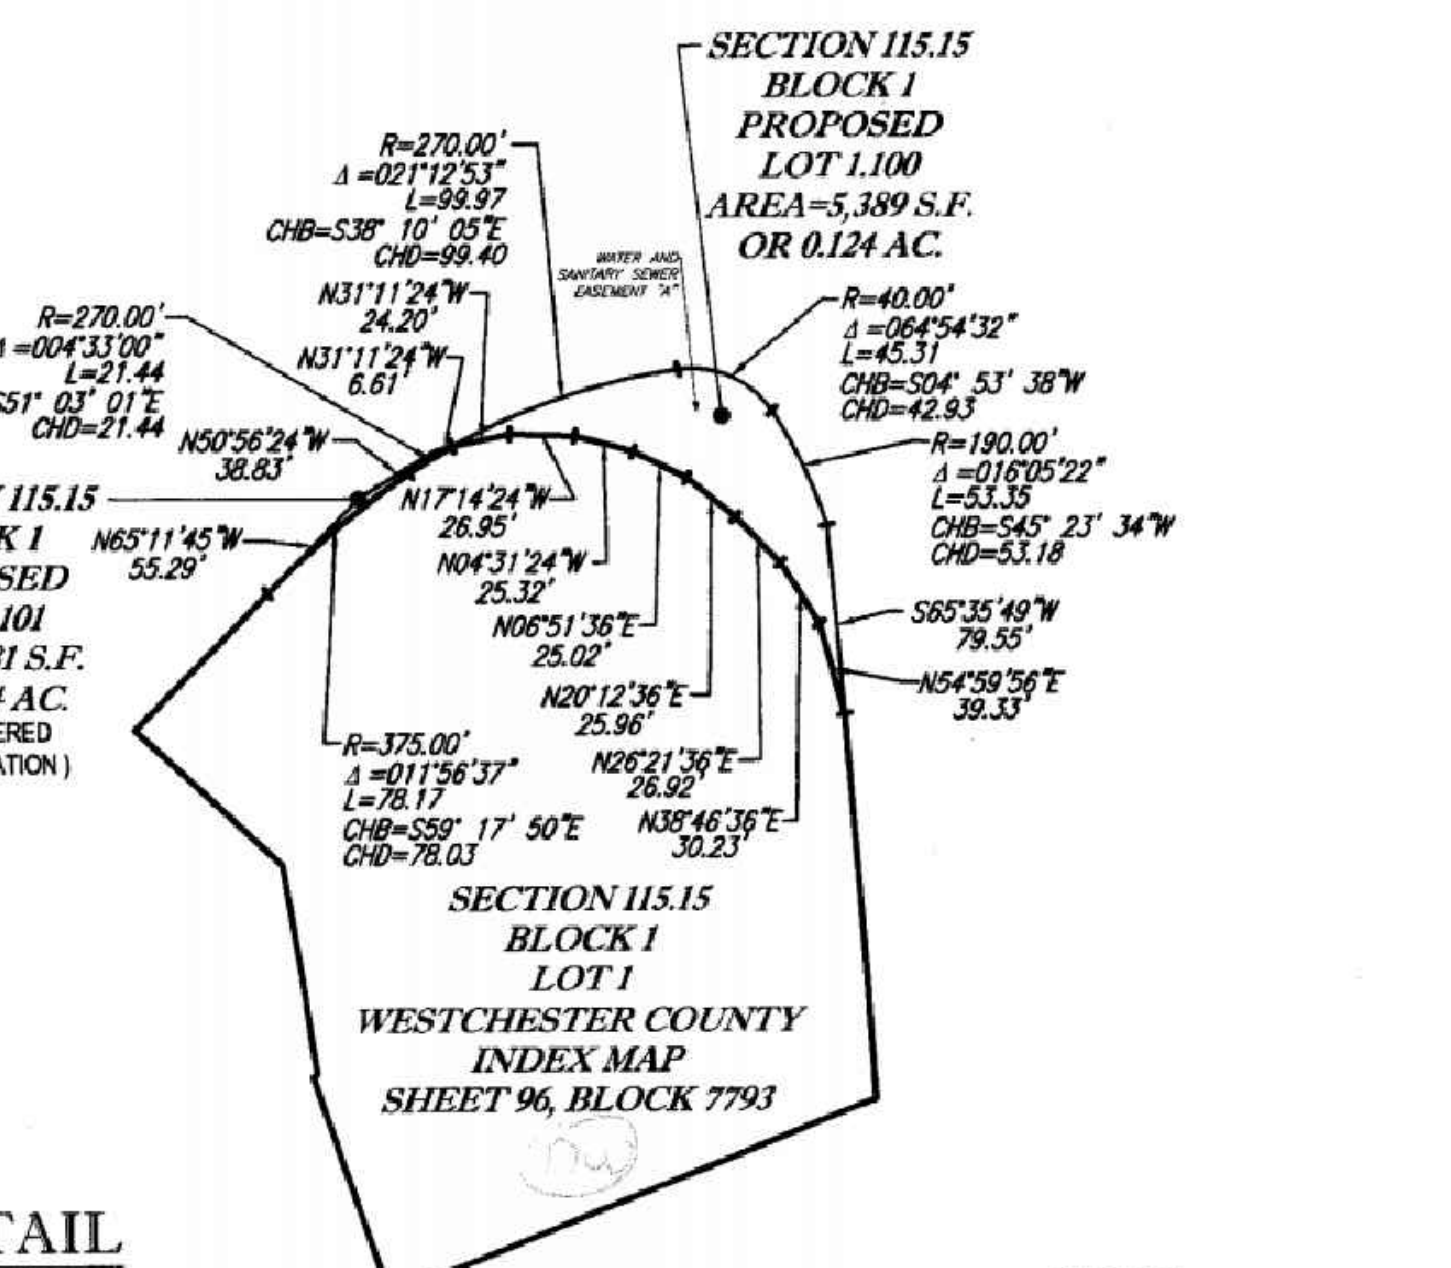 SECTION 115.15
BLOCK 1
PROPOSED
LOT 1.100
AREA=5,389 S.F.
OR 0.124 AC.
R=270.00'
Δ =021°12'53"
L=99.97
CHB=S38° 10' 05"E
CHD=99.40
WATER AND
SANITARY SEWER
EASEMENT "A"
N31°11'24"W
24.20'
N31°11'24"W
6.61'
R=270.00'
Δ =004°33'00"
L=21.44
S51° 03' 01"E
CHD=21.44
N50°56'24"W
38.83'
R=40.00'
Δ =064°54'32"
L=45.31
CHB=S04° 53' 38"W
CHD=42.93
R=190.00'
Δ =016°05'22"
L=53.35
CHB=S45° 23' 34"W
CHD=53.18
115.15
K 1
SED
101
31 S.F.
AC.
ERED
ATION )
N65°11'45"W
55.29'
N17°14'24"W
26.95'
N04°31'24"W
25.32'
N06°51'36"E
25.02'
N20°12'36"E
25.96'
N26°21'36"E
26.92'
N38°46'36"E
30.23'
S65°35'49"W
79.55'
N54°59'56"E
39.33'
R=375.00'
Δ =011°56'37"
L=78.17
CHB=S59° 17' 50"E
CHD=78.03
SECTION 115.15
BLOCK 1
LOT 1
WESTCHESTER COUNTY
INDEX MAP
SHEET 96, BLOCK 7793
TAIL